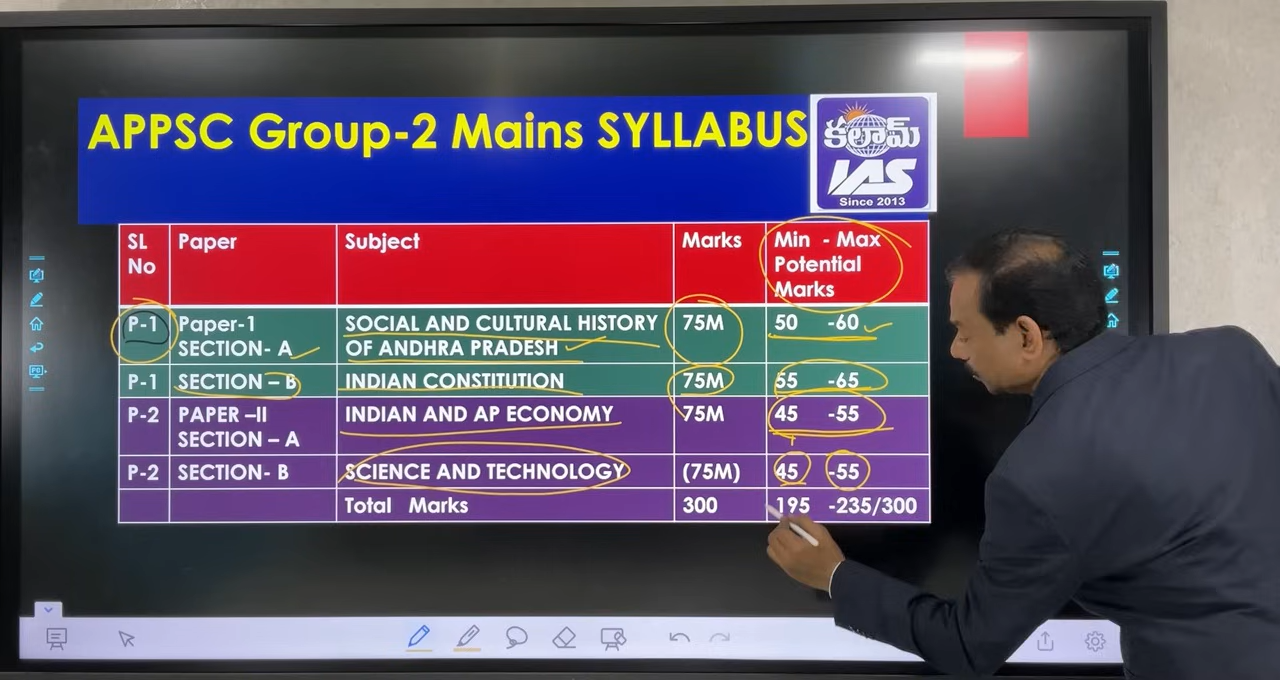 APPSC Group-2 Mains SYLLABUS
కలామ్
IAS
Since 2013
SL No Paper Subject Marks Min - Max Potential Marks
P-1 Paper-1 SECTION- A SOCIAL AND CULTURAL HISTORY OF ANDHRA PRADESH 75M 50 -60
P-1 SECTION – B INDIAN CONSTITUTION 75M 55 -65
P-2 PAPER –II SECTION – A INDIAN AND AP ECONOMY 75M 45 -55
P-2 SECTION- B SCIENCE AND TECHNOLOGY (75M) 45 -55
Total Marks 300 195 -235/300